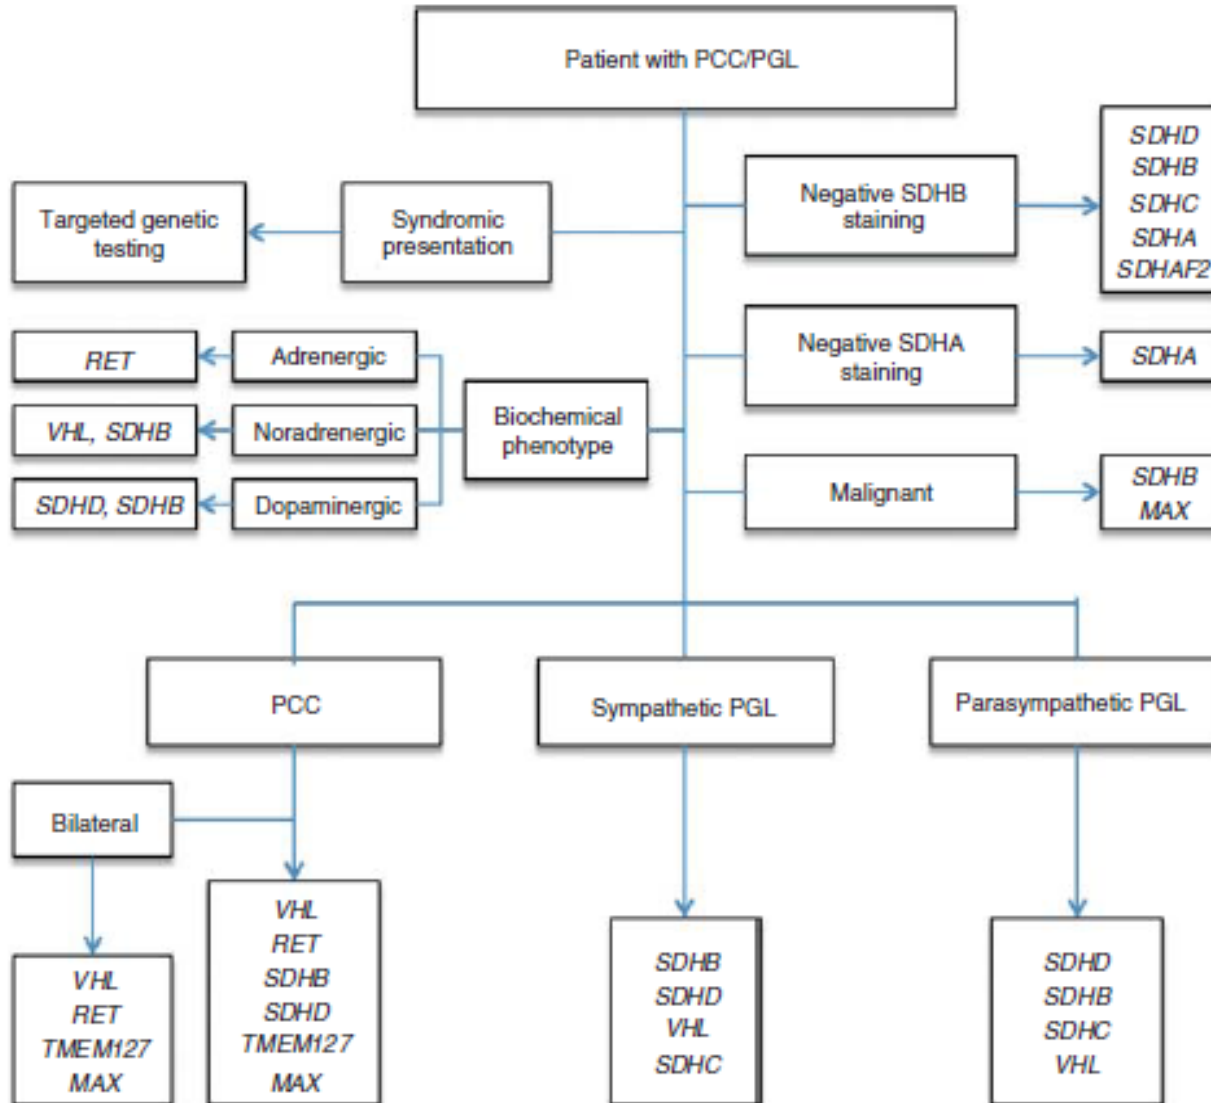 Patient with PCC/PGL
Negative SDHB
staining
SDHD
SDHB
SDHC
SDHA
SDHAF2
Targeted genetic
testing
Syndromic
presentation
Negative SDHA
staining
SDHA
RET
Adrenergic
VHL, SDHB
Noradrenergic
SDHD, SDHB
Dopaminergic
Biochemical
phenotype
Malignant
SDHB
MAX
PCC
Sympathetic PGL
Parasympathetic PGL
Bilateral
VHL
RET
TMEM127
MAX
VHL
RET
SDHB
SDHD
TMEM127
MAX
SDHB
SDHD
VHL
SDHC
SDHD
SDHB
SDHC
VHL